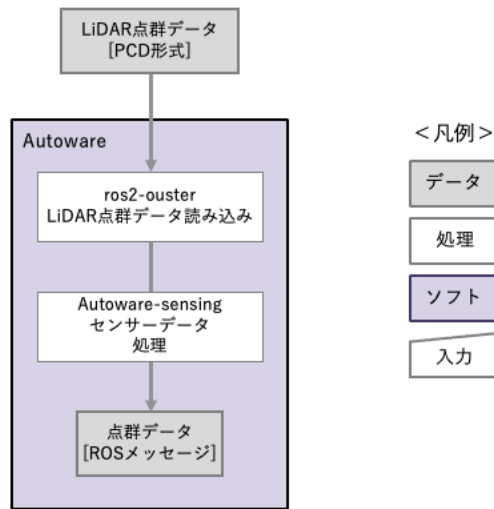 LiDAR点群データ
[PCD形式]
Autoware
ros2-ouster
LiDAR点群データ読み込み
Autoware-sensing
センサーデータ
処理
点群データ
[ROSメッセージ]
＜凡例＞
データ
処理
ソフト
入力